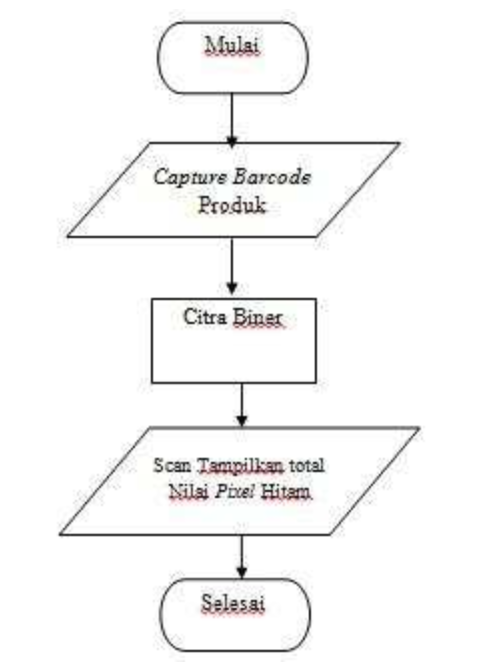 Mulai
Capture Barcode
Produk
Citra Biner
Scan Tampilkan total
Nilai Pixel Hitam
Selesai